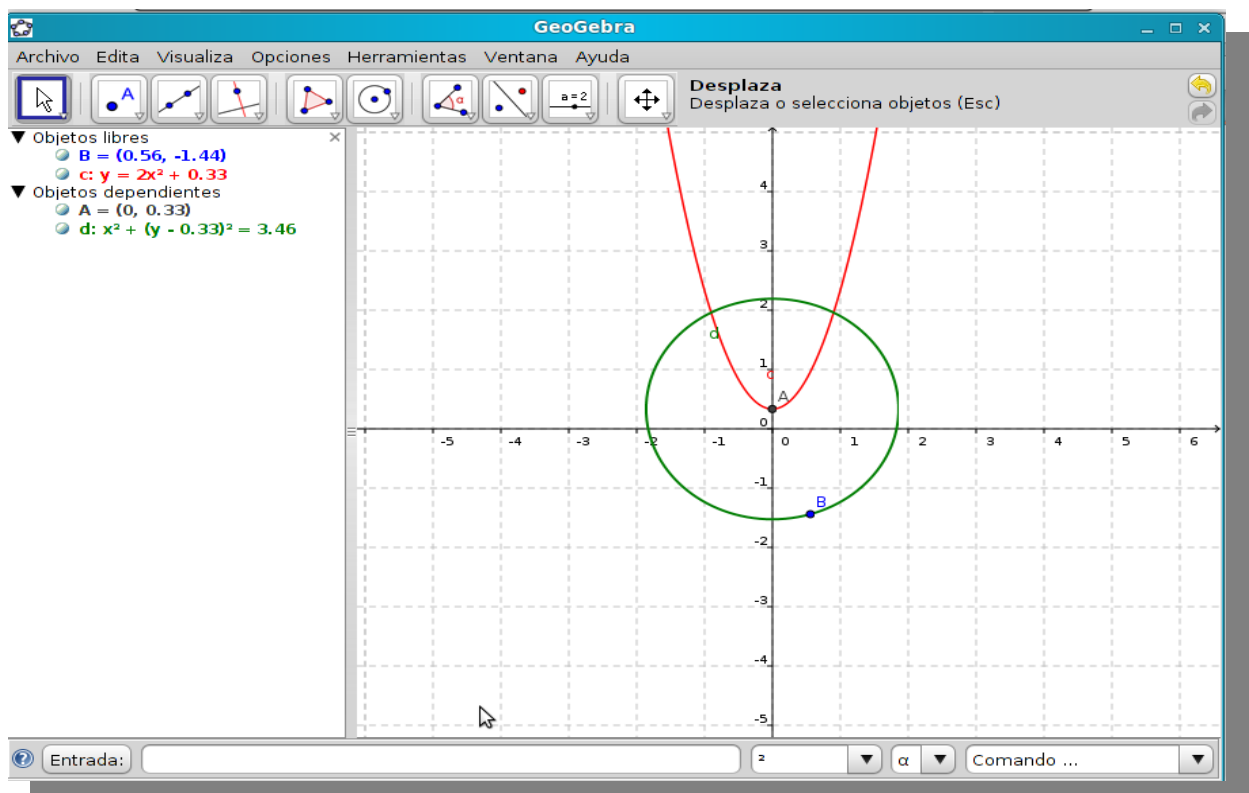 GeoGebra
Archivo Edita Visualiza Opciones Herramientas Ventana Ayuda
A
α
a=2
Desplaza
Desplaza o selecciona objetos (Esc)
Objetos libres
B = (0.56, -1.44)
c: y = 2x² + 0.33
Objetos dependientes
A = (0, 0.33)
d: x² + (y - 0.33)² = 3.46
4
3
2
d
1
c
A
0
-5 -4 -3 -2 -1 0 1 2 3 4 5 6
-1
B
-2
-3
-4
-5
Entrada:
²
α
Comando ...